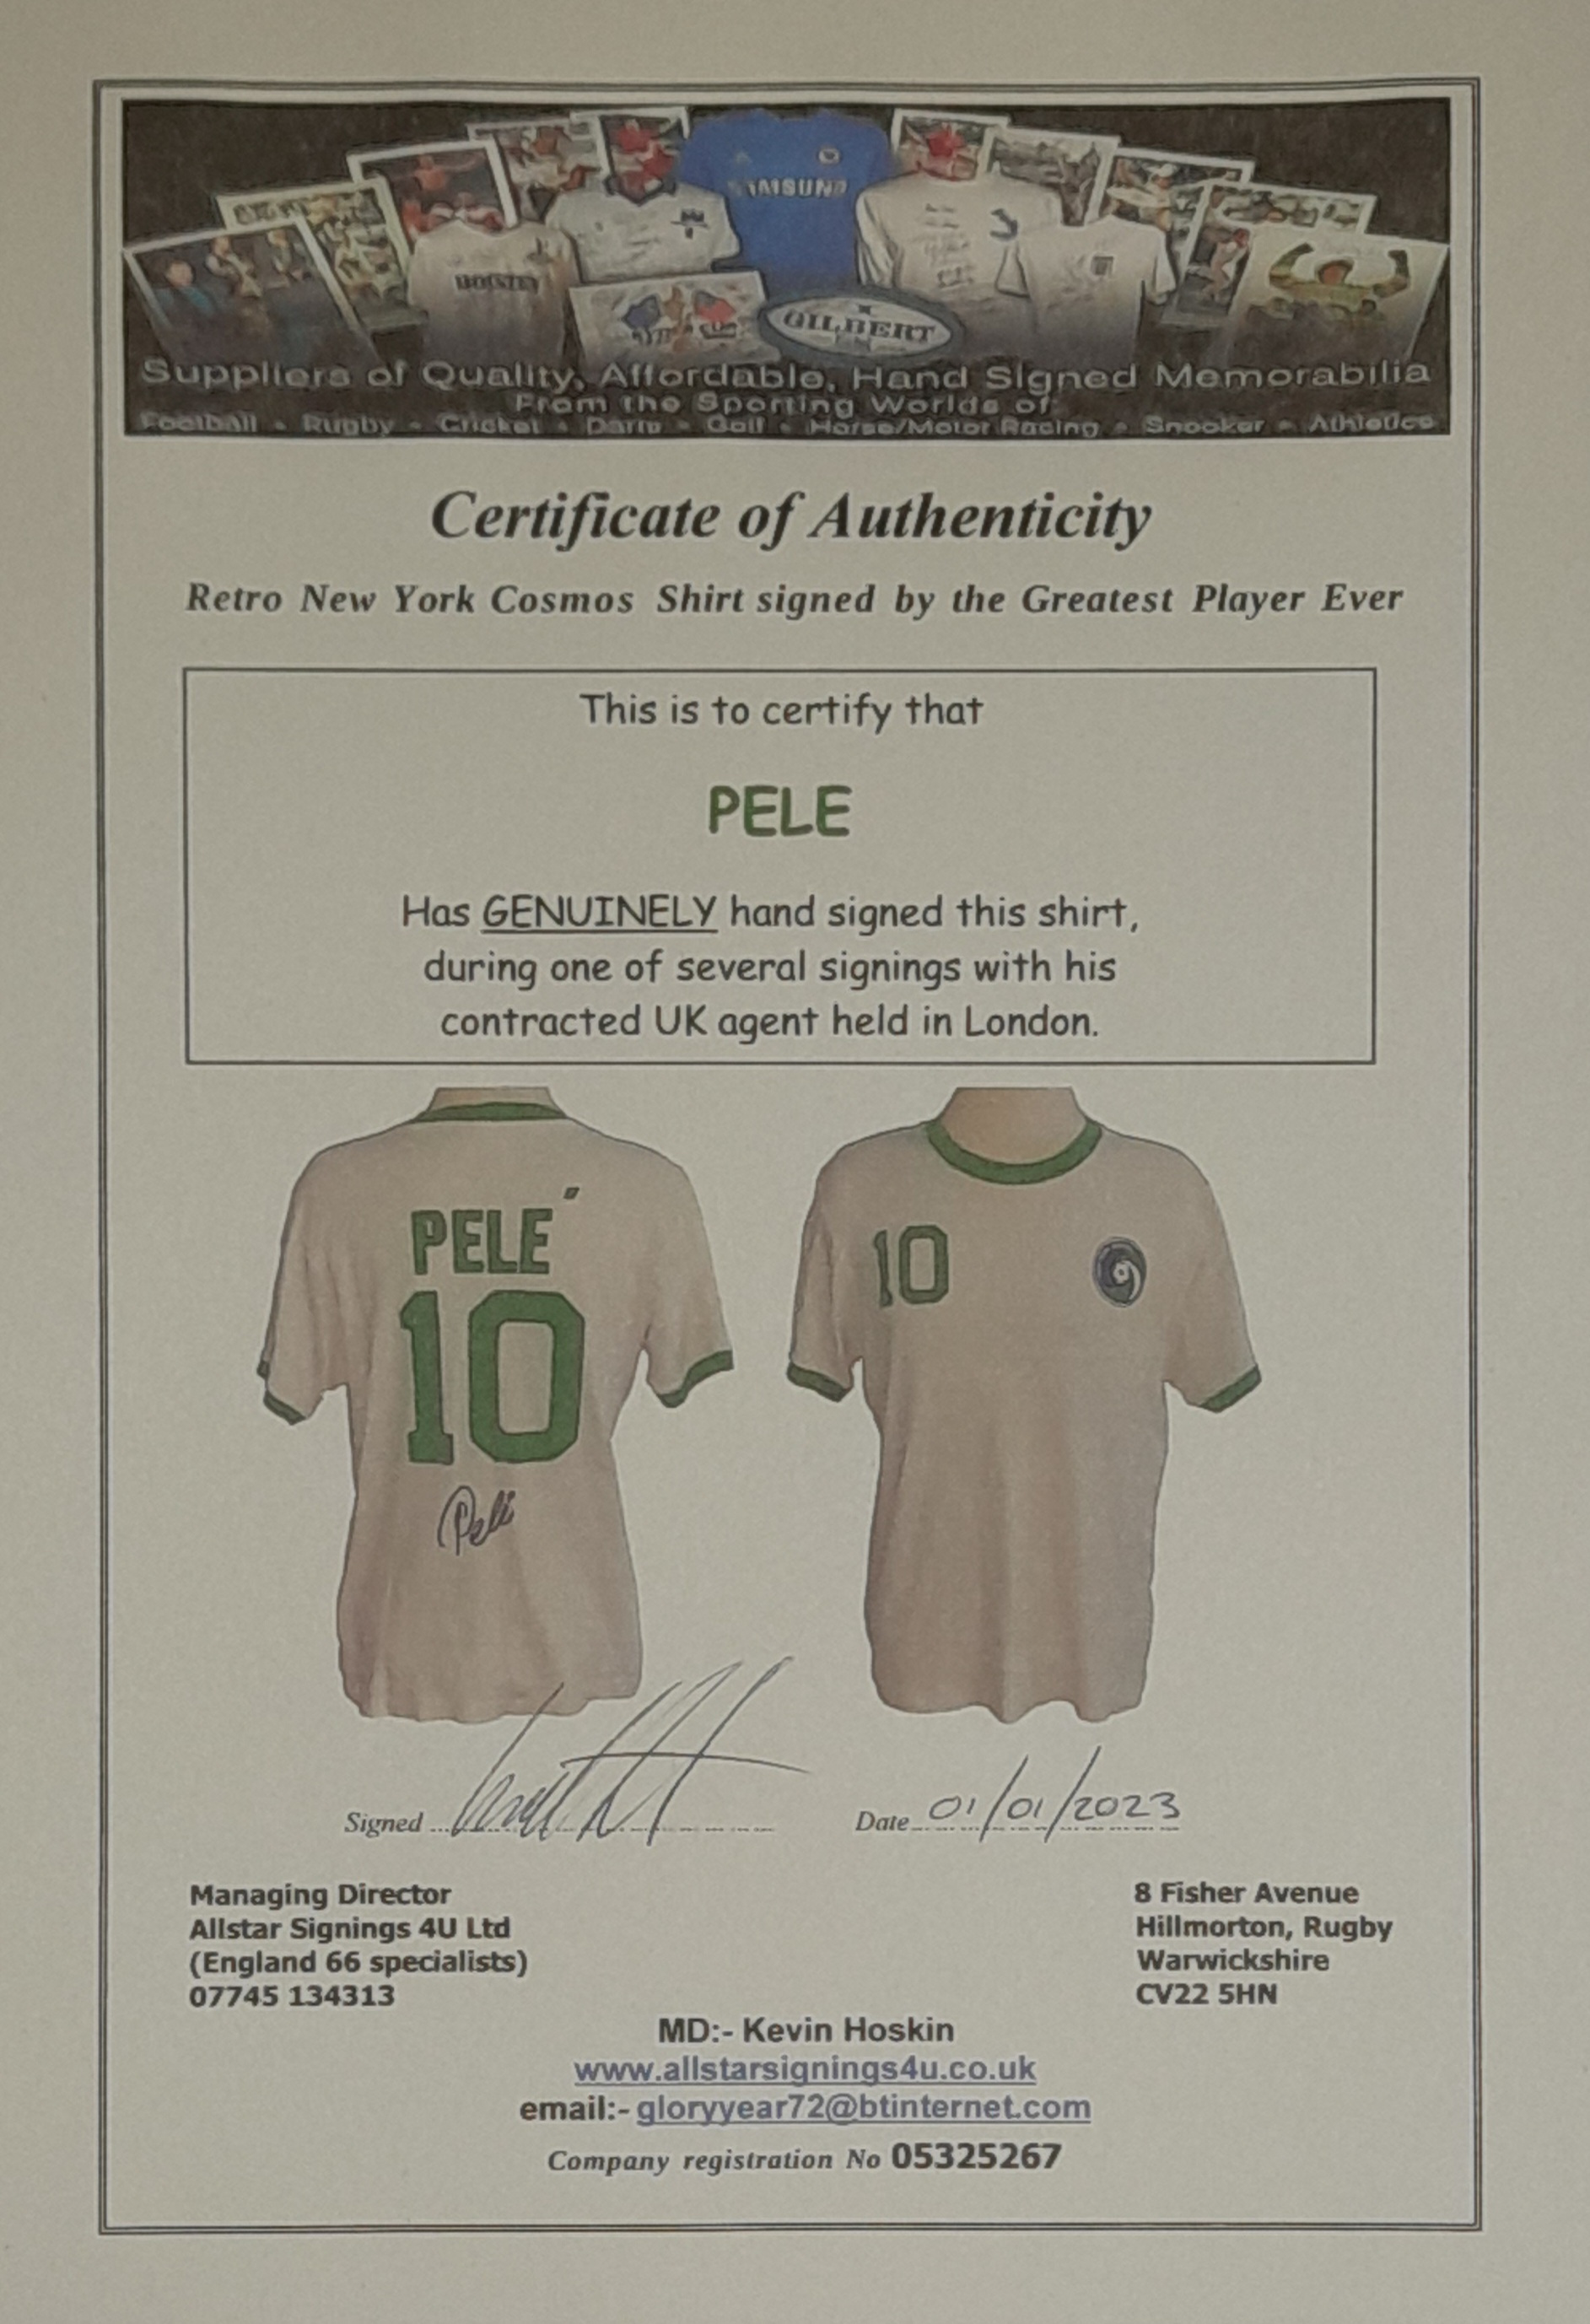 SAMSUNG
HOLSTEN
GILBERT
Suppliers of Quality, Affordable, Hand Signed Memorabilia
From the Sporting Worlds of
Football • Rugby • Cricket • Darts • Golf • Horse/Motor Racing • Snooker • Athletics
Certificate of Authenticity
Retro New York Cosmos Shirt signed by the Greatest Player Ever
This is to certify that
PELE
Has GENUINELY hand signed this shirt,
during one of several signings with his
contracted UK agent held in London.
PELÉ
10
Pelé
10
Signed
Date 01/01/2023
Managing Director
Allstar Signings 4U Ltd
(England 66 specialists)
07745 134313
8 Fisher Avenue
Hillmorton, Rugby
Warwickshire
CV22 5HN
MD:- Kevin Hoskin
www.allstarsignings4u.co.uk
email:- gloryyear72@btinternet.com
Company registration No 05325267